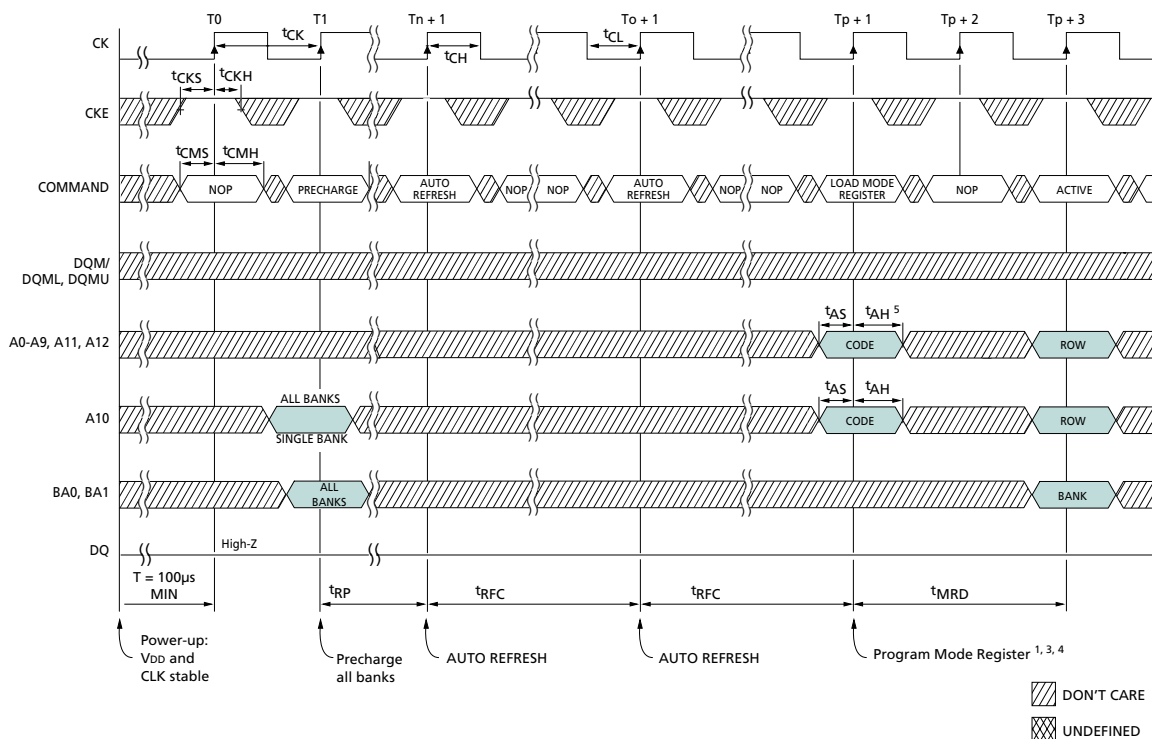 T0 T1 Tn + 1 To + 1 Tp + 1 Tp + 2 Tp + 3
CK
tCK
tCH
tCL
tCKS tCKH
CKE
tCMS tCMH
COMMAND
NOP PRECHARGE AUTO REFRESH NOP NOP AUTO REFRESH NOP NOP LOAD MODE REGISTER NOP ACTIVE
DQM/
DQML, DQMU
tAS tAH 5
A0-A9, A11, A12
CODE ROW
ALL BANKS
tAS tAH
A10
CODE ROW
SINGLE BANK
BA0, BA1
ALL BANKS
BANK
DQ
High-Z
T = 100µs
MIN
tRP tRFC tRFC tMRD
Power-up:
VDD and
CLK stable
Precharge
all banks
AUTO REFRESH
AUTO REFRESH
Program Mode Register 1, 3, 4
DON'T CARE
UNDEFINED